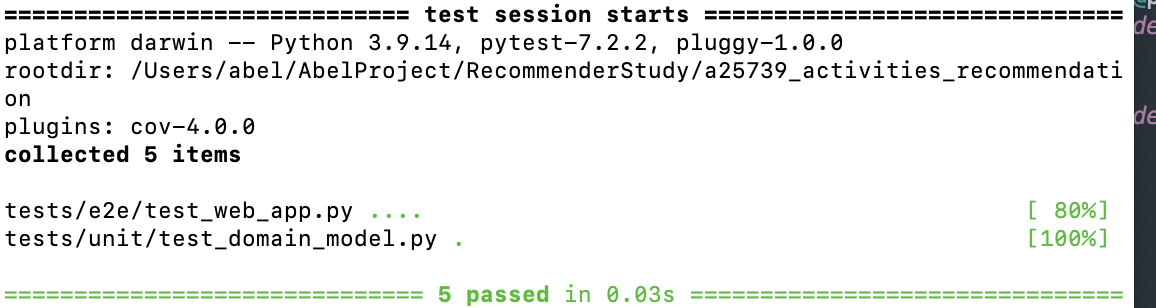 ============================= test session starts ==============================
platform darwin -- Python 3.9.14, pytest-7.2.2, pluggy-1.0.0
rootdir: /Users/abel/AbelProject/RecommenderStudy/a25739_activities_recommendati
on
plugins: cov-4.0.0
collected 5 items
tests/e2e/test_web_app.py .... [ 80%]
tests/unit/test_domain_model.py . [100%]
============================== 5 passed in 0.03s ===============================
de
de